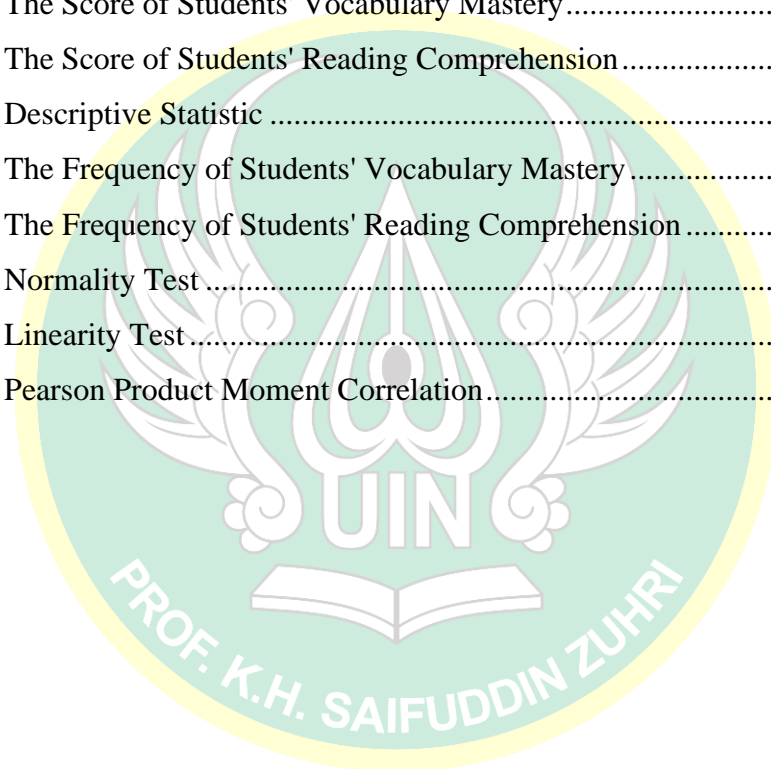 The Score of Students' Vocabulary Mastery..........................
The Score of Students' Reading Comprehension...................
Descriptive Statistic ...............................................................
The Frequency of Students' Vocabulary Mastery..................
The Frequency of Students' Reading Comprehension...........
Normality Test.......................................................................
Linearity Test.........................................................................
Pearson Product Moment Correlation....................................
UIN
PROF. K.H. SAIFUDDIN ZUHRI